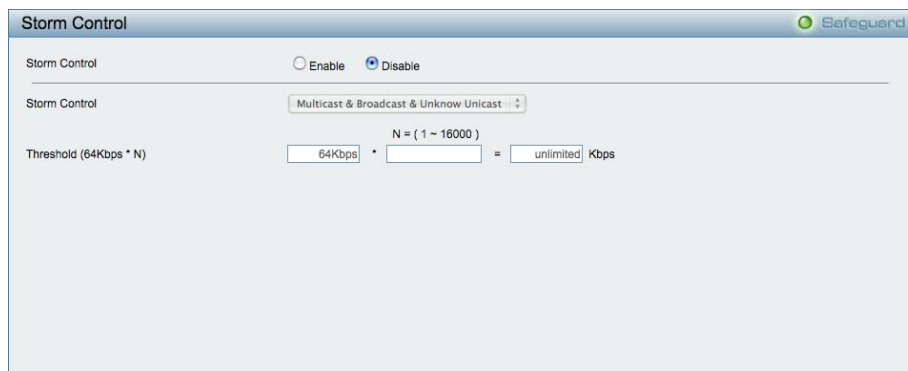 Storm Control
Safeguard
Storm Control Enable Disable
Storm Control Multicast & Broadcast & Unknow Unicast
N = ( 1 ~ 16000 )
Threshold (64Kbps * N) 64Kbps * = unlimited Kbps